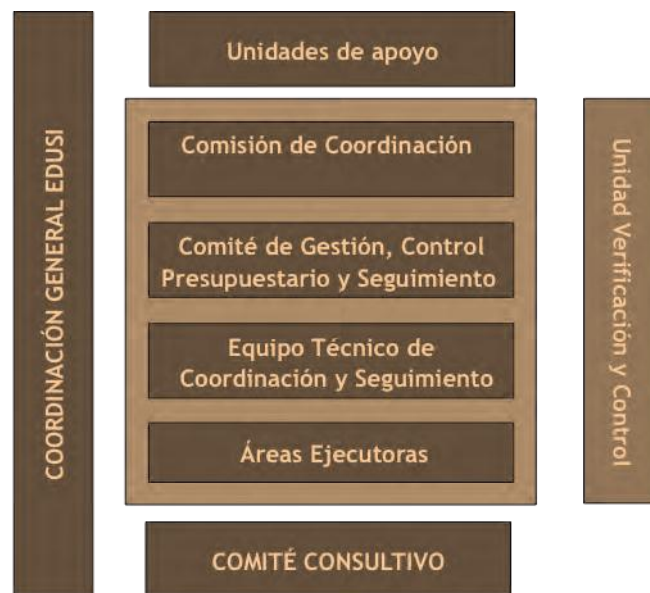 COORDINACIÓN GENERAL EDUSI
Unidades de apoyo
Comisión de Coordinación
Comité de Gestión, Control
Presupuestario y Seguimiento
Equipo Técnico de
Coordinación y Seguimiento
Áreas Ejecutoras
COMITÉ CONSULTIVO
Unidad Verificación y Control